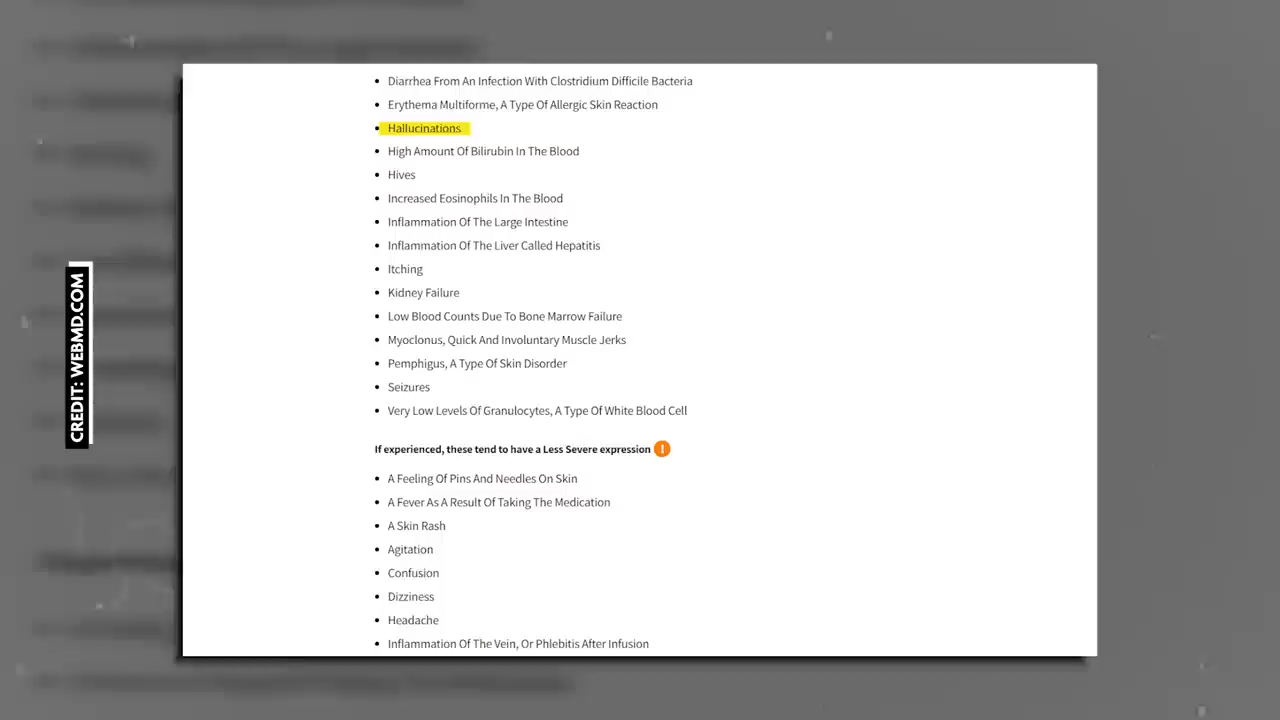 Diarrhea From An Infection With Clostridium Difficile Bacteria
Erythema Multiforme, A Type Of Allergic Skin Reaction
Hallucinations
High Amount Of Bilirubin In The Blood
Hives
Increased Eosinophils In The Blood
Inflammation Of The Large Intestine
Inflammation Of The Liver Called Hepatitis
Itching
Kidney Failure
Low Blood Counts Due To Bone Marrow Failure
Myoclonus, Quick And Involuntary Muscle Jerks
Pemphigus, A Type Of Skin Disorder
Seizures
Very Low Levels Of Granulocytes, A Type Of White Blood Cell
If experienced, these tend to have a Less Severe expression !
A Feeling Of Pins And Needles On Skin
A Fever As A Result Of Taking The Medication
A Skin Rash
Agitation
Confusion
Dizziness
Headache
Inflammation Of The Vein, Or Phlebitis After Infusion
CREDIT: WEBMD.COM